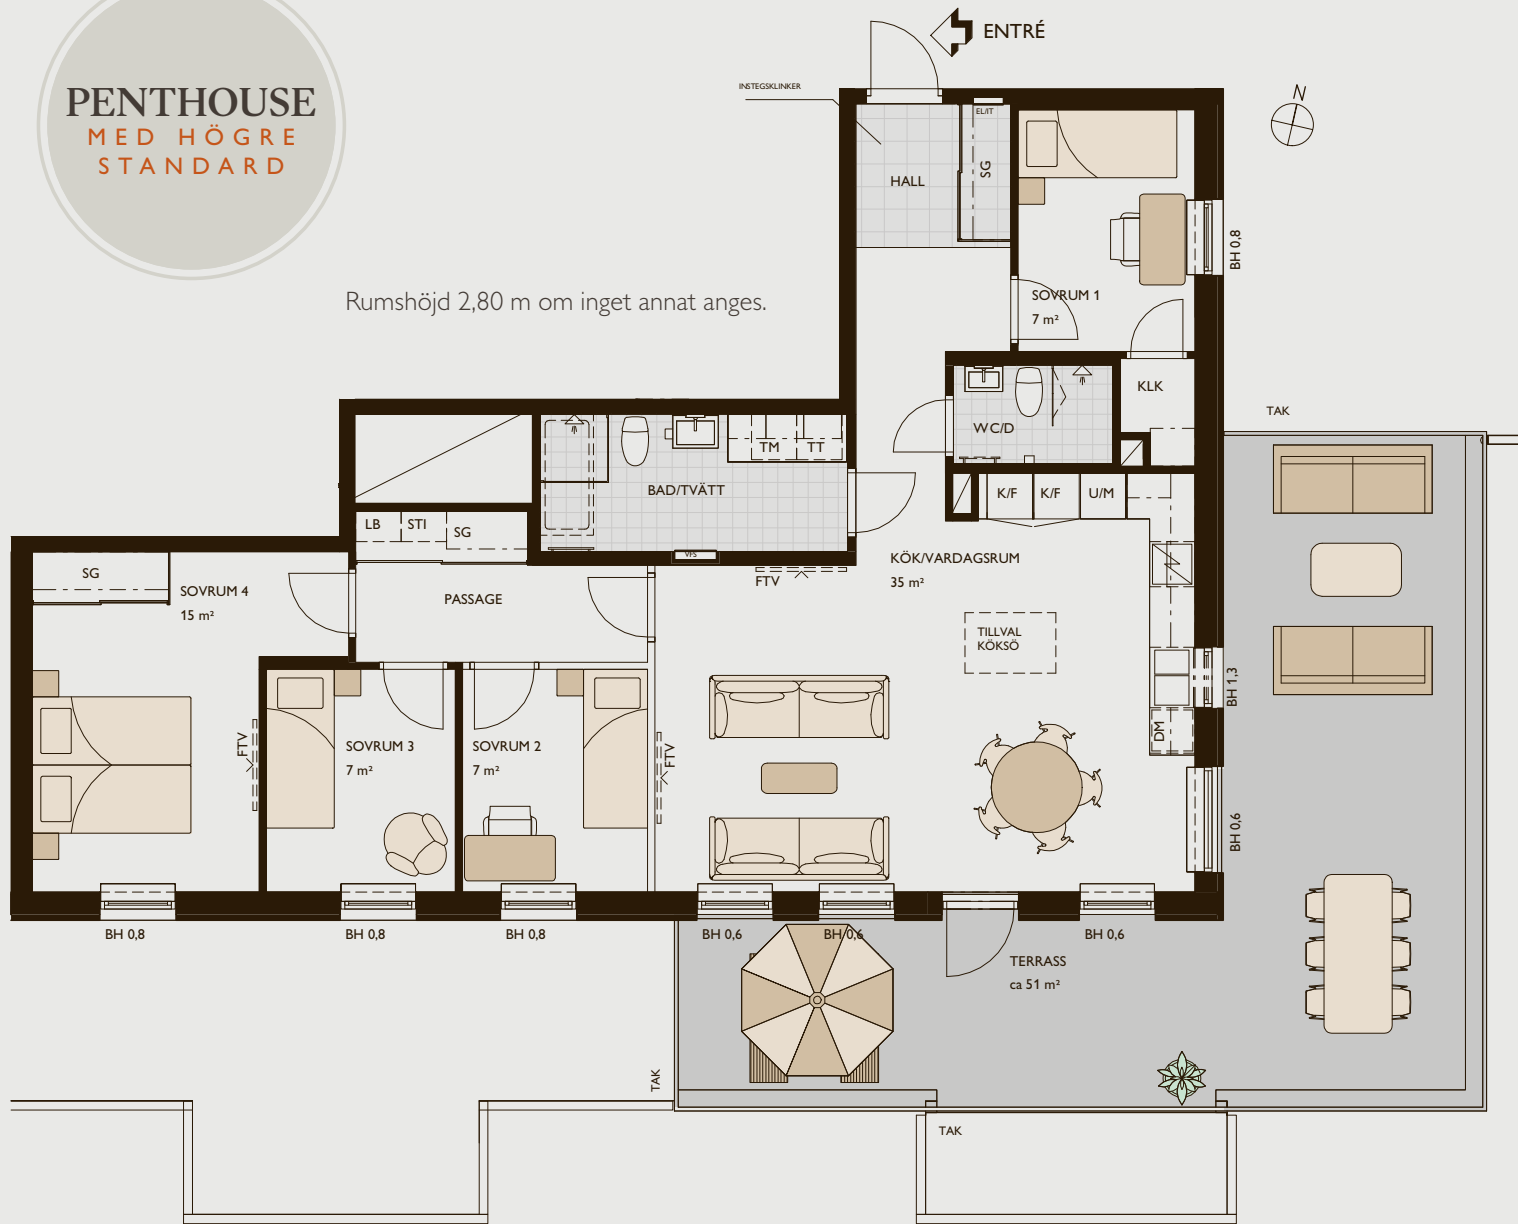 PENTHOUSE
MED HÖGRE
STANDARD
ENTRÉ
N
INSTEGSKLINKER
EL/IT
HALL
SG
SOVRUM 1
7 m²
BH 0,8
Rumshöjd 2,80 m om inget annat anges.
KLK
WC/D
TAK
TM
TT
BAD/TVÄTT
K/F
K/F
U/M
LB
STI
SG
VFS
FTV
KÖK/VARDAGSRUM
35 m²
SG
SOVRUM 4
15 m²
PASSAGE
TILLVAL
KÖKSÖ
BH 1,3
DM
FTV
SOVRUM 3
7 m²
SOVRUM 2
7 m²
FTV
BH 0,6
BH 0,8
BH 0,8
BH 0,8
BH 0,6
BH 0,6
BH 0,6
TERRASS
ca 51 m²
TAK
TAK